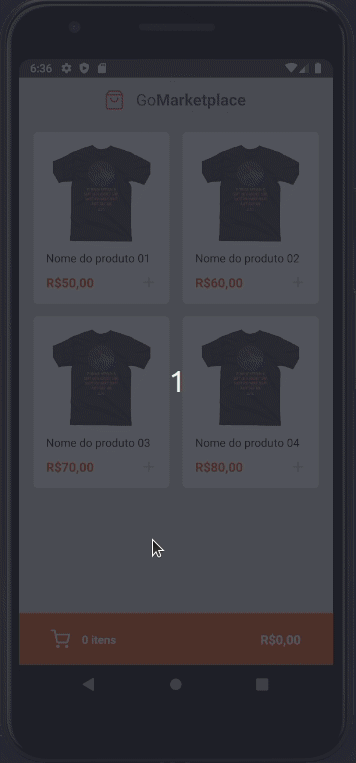 6:36
GoMarketplace
Nome do produto 01
R$50,00 +
Nome do produto 02
R$60,00 +
1
Nome do produto 03
R$70,00 +
Nome do produto 04
R$80,00 +
0 itens
R$0,00